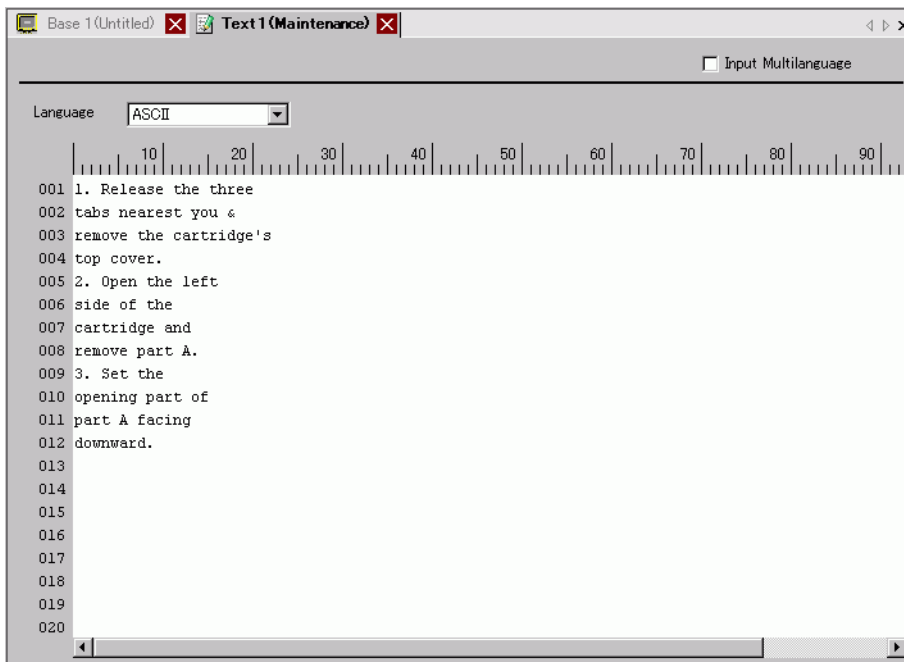 Base 1(Untitled) Text1(Maintenance)
Input Multilanguage
Language ASCII
10 20 30 40 50 60 70 80 90
001 1. Release the three
002 tabs nearest you &
003 remove the cartridge's
004 top cover.
005 2. Open the left
006 side of the
007 cartridge and
008 remove part A.
009 3. Set the
010 opening part of
011 part A facing
012 downward.
013
014
015
016
017
018
019
020